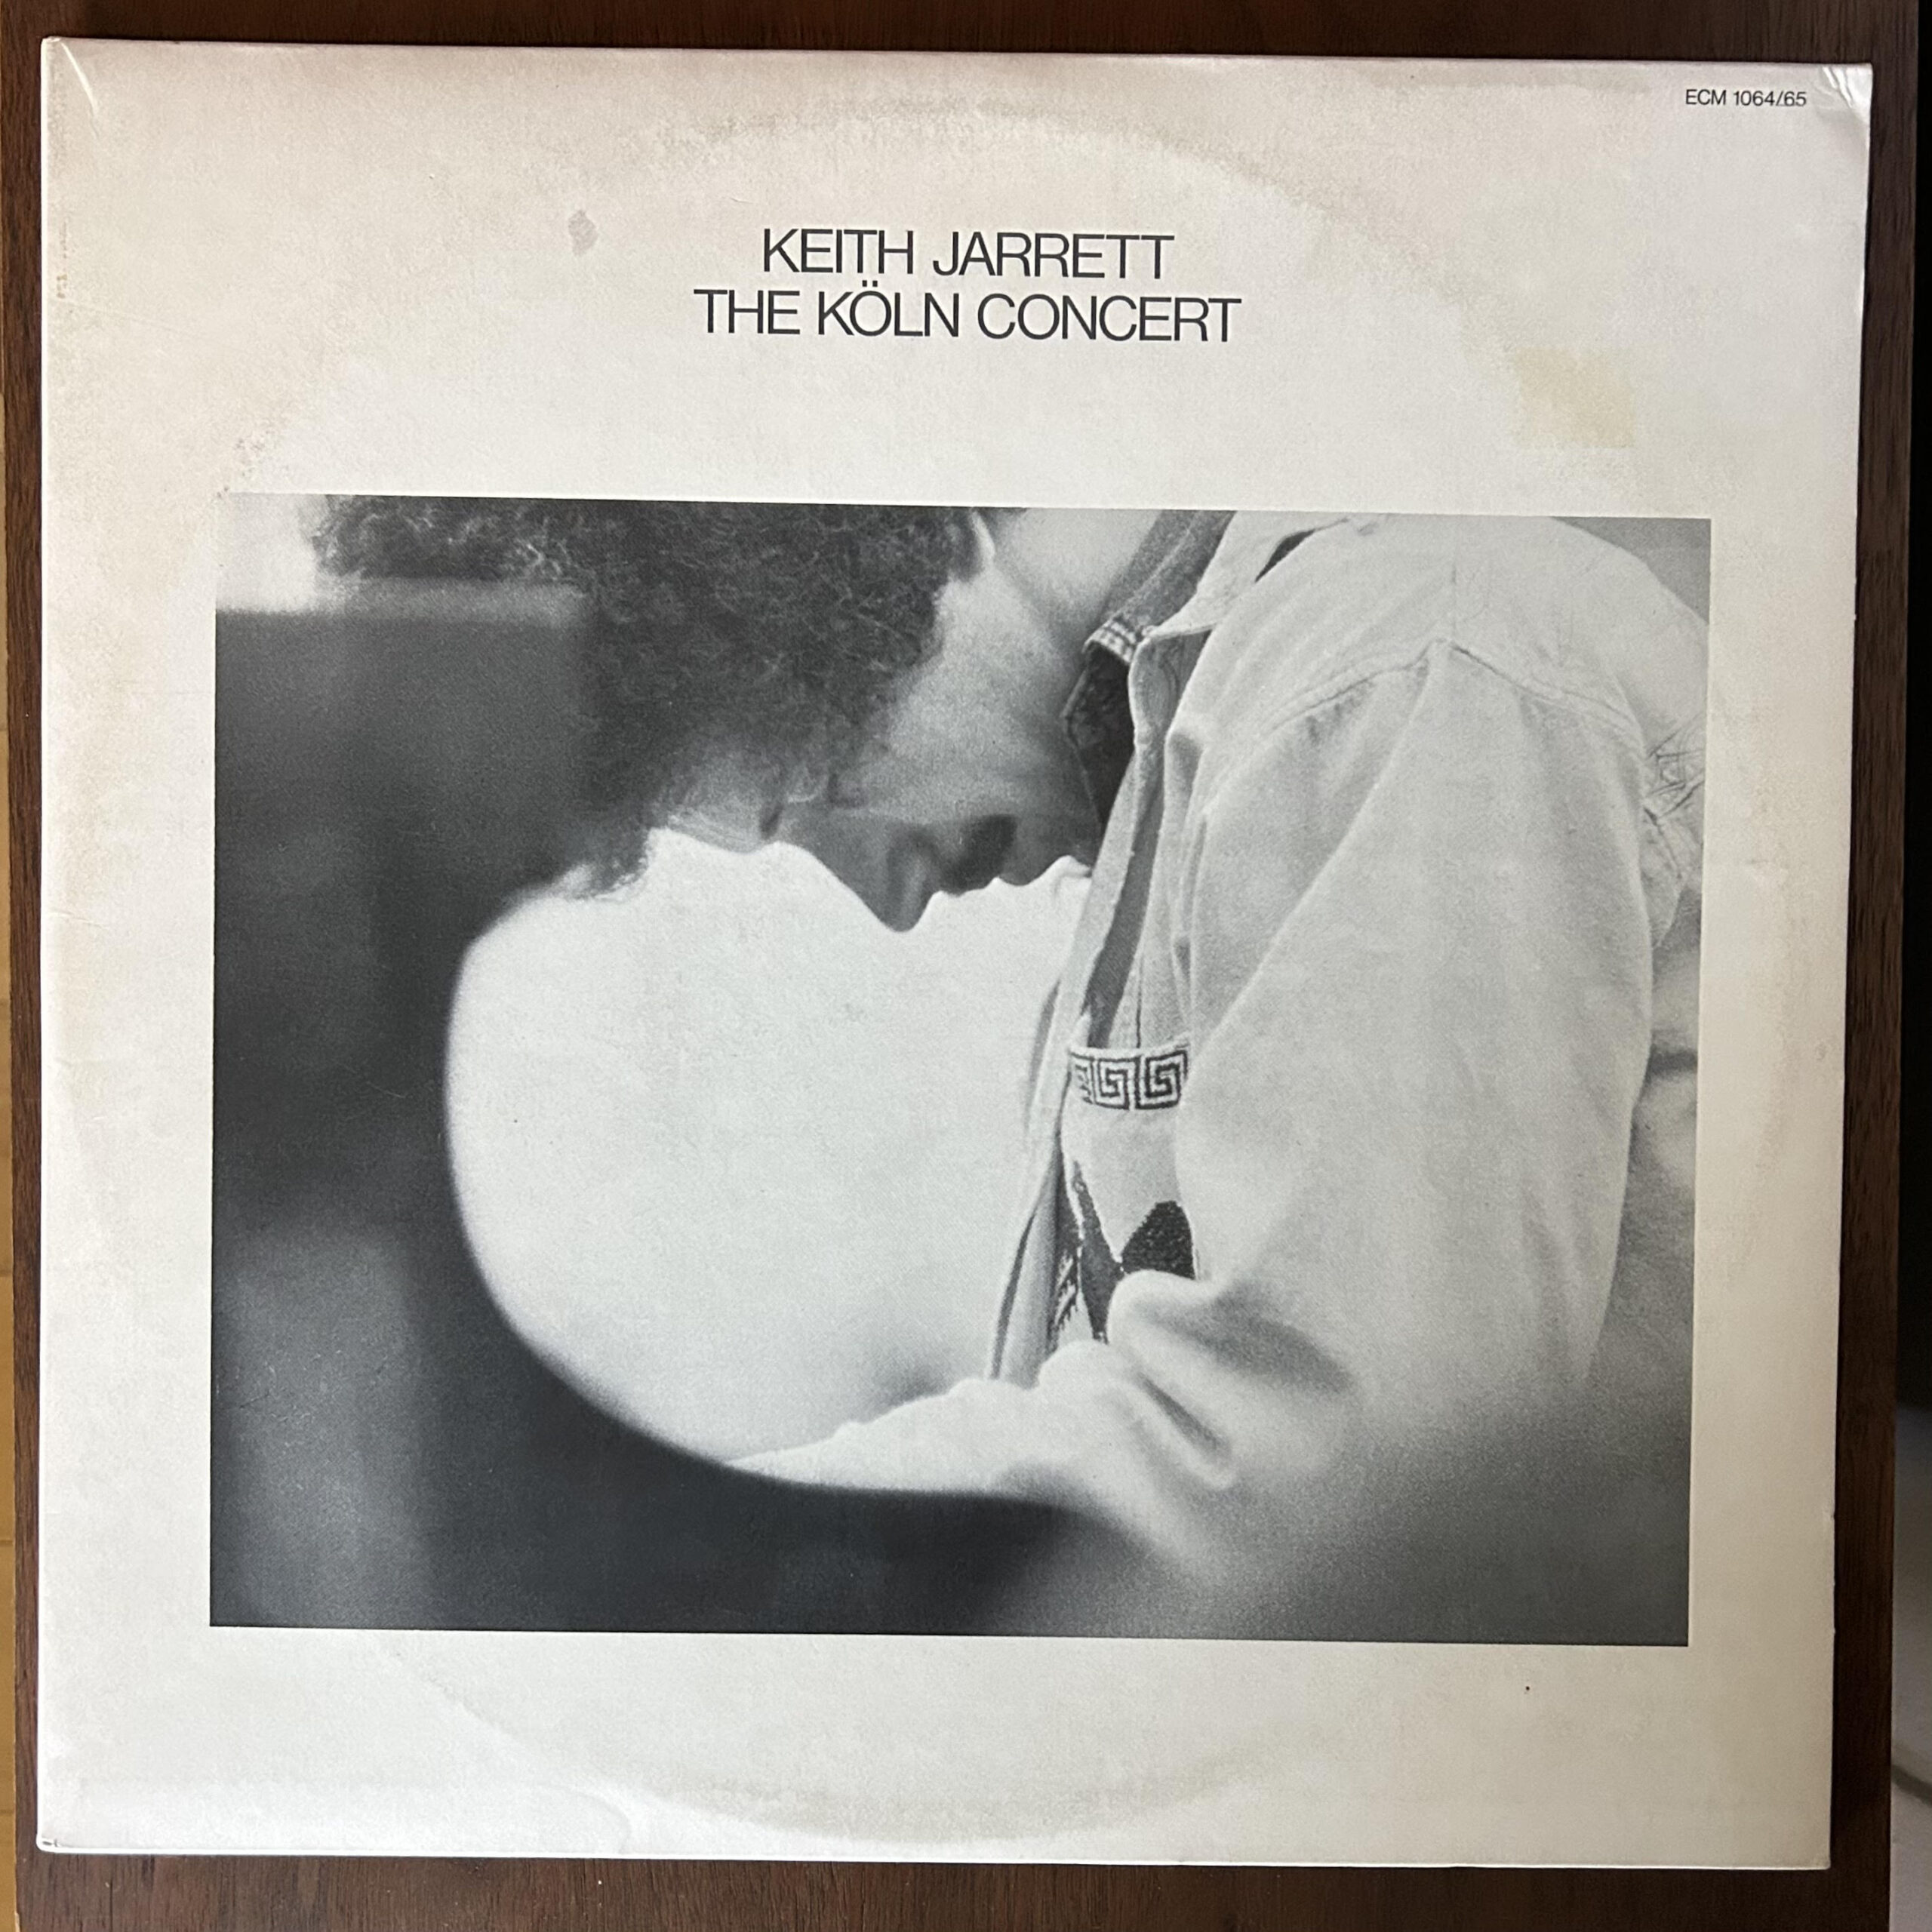 ECM 1064/65
KEITH JARRETT
THE KÖLN CONCERT